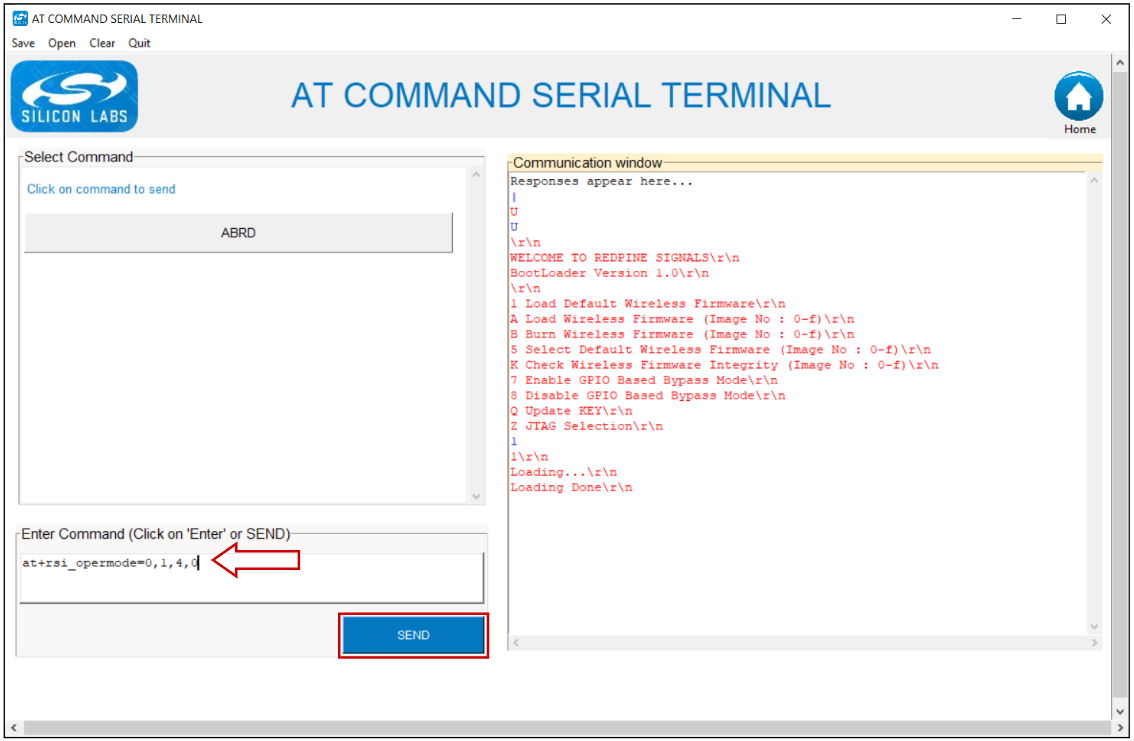 AT COMMAND SERIAL TERMINAL
Save Open Clear Quit
SILICON LABS
AT COMMAND SERIAL TERMINAL
Home
Select Command
Click on command to send
ABRD
Enter Command (Click on 'Enter' or SEND)
at+rsi_opermode=0,1,4,0
SEND
Communication window
Responses appear here...
|
U
U
\r\n
WELCOME TO REDPINE SIGNALS\r\n
BootLoader Version 1.0\r\n
\r\n
1 Load Default Wireless Firmware\r\n
A Load Wireless Firmware (Image No : 0-f)\r\n
B Burn Wireless Firmware (Image No : 0-f)\r\n
5 Select Default Wireless Firmware (Image No : 0-f)\r\n
K Check Wireless Firmware Integrity (Image No : 0-f)\r\n
7 Enable GPIO Based Bypass Mode\r\n
8 Disable GPIO Based Bypass Mode\r\n
Q Update KEY\r\n
Z JTAG Selection\r\n
1
1\r\n
Loading...\r\n
Loading Done\r\n